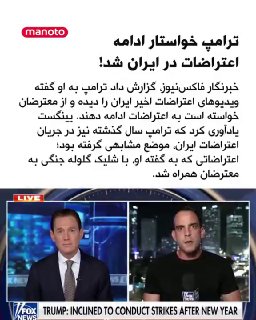 manoto
ترامپ خواستار ادامه
اعتراضات در ایران شد!
خبرنگار فاکس‌نیوز، گزارش داد ترامپ به او گفته
ویدیوهای اعتراضات اخیر ایران را دیده و از معترضان
خواسته است به اعتراضات ادامه دهند. یینگست
یادآوری کرد که ترامپ سال گذشته نیز در جریان
اعتراضات ایران، موضع مشابهی گرفته بود؛
اعتراضاتی که به گفته او، با شلیک گلوله جنگی به
معترضان همراه شد.
LIVE
FOX
NEWS
TRUMP: INCLINED TO CONDUCT STRIKES AFTER NEW YEAR
FOX
NEWS